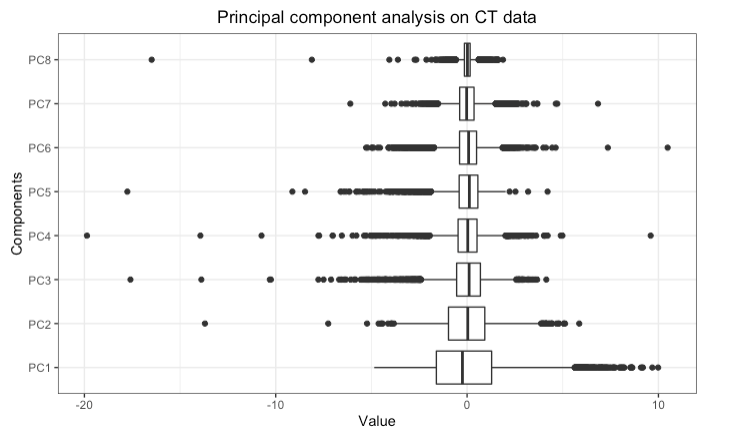 Principal component analysis on CT data
Components
PC8
PC7
PC6
PC5
PC4
PC3
PC2
PC1
-20 -10 0 10
Value